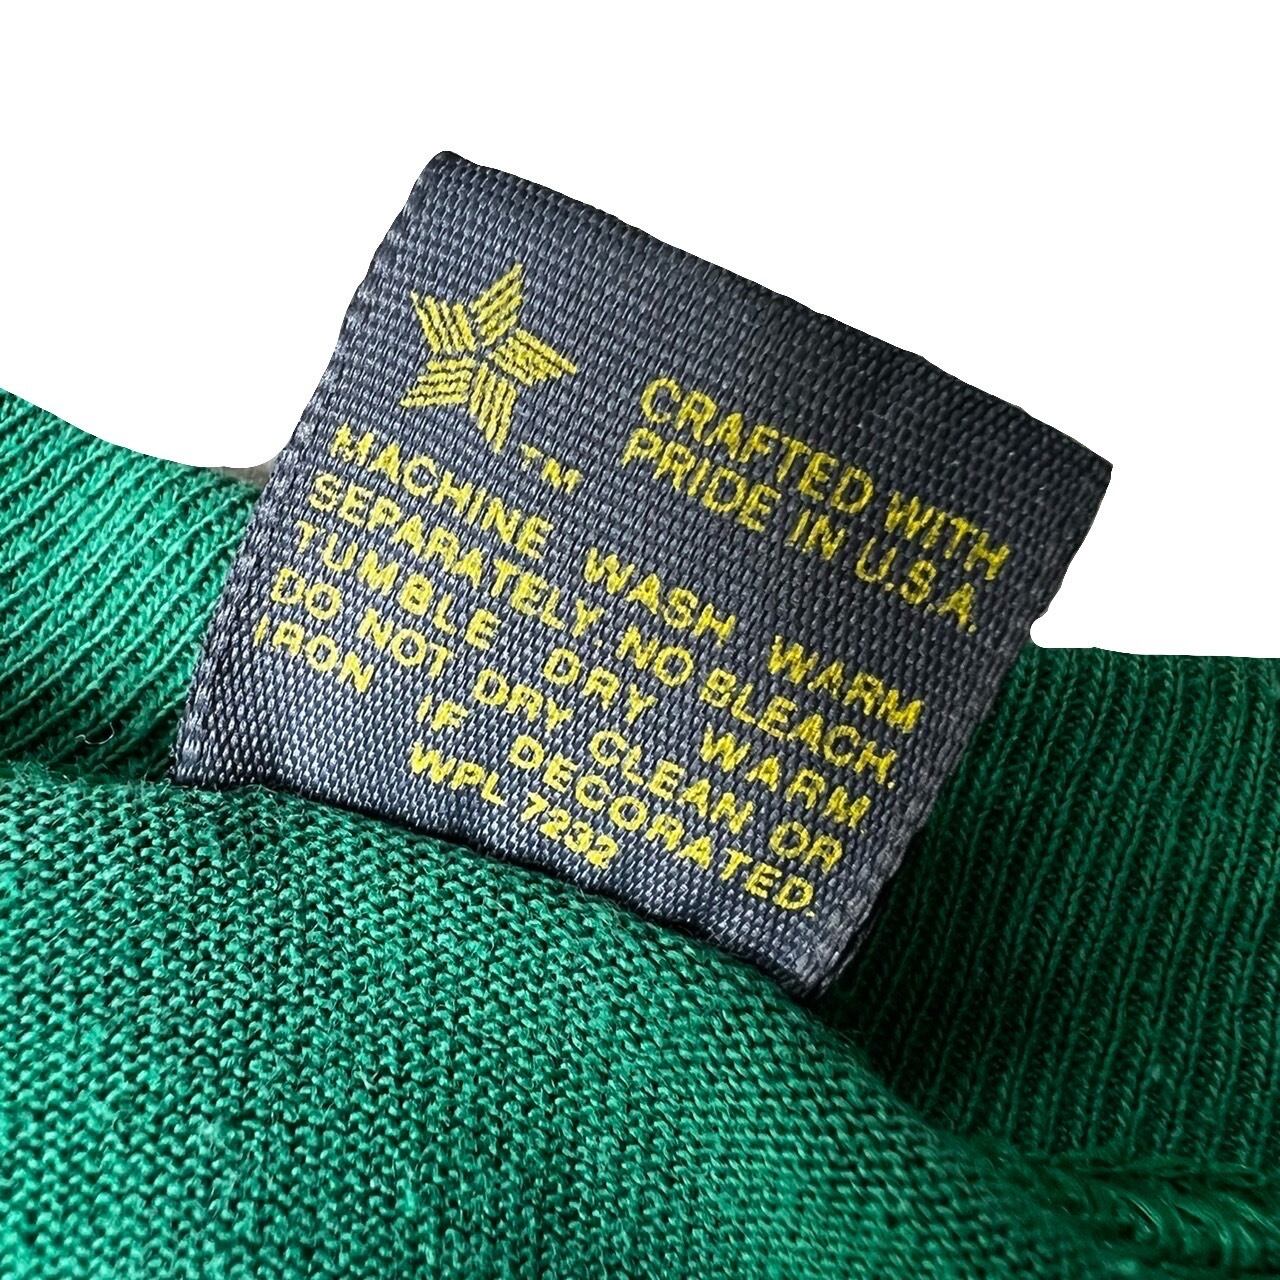 CRAFTED WITH
PRIDE IN U.S.A.
TM
MACHINE WASH WARM
SEPARATELY. NO BLEACH.
TUMBLE DRY WARM.
DO NOT DRY CLEAN OR
IRON IF DECORATED.
WPL 7232